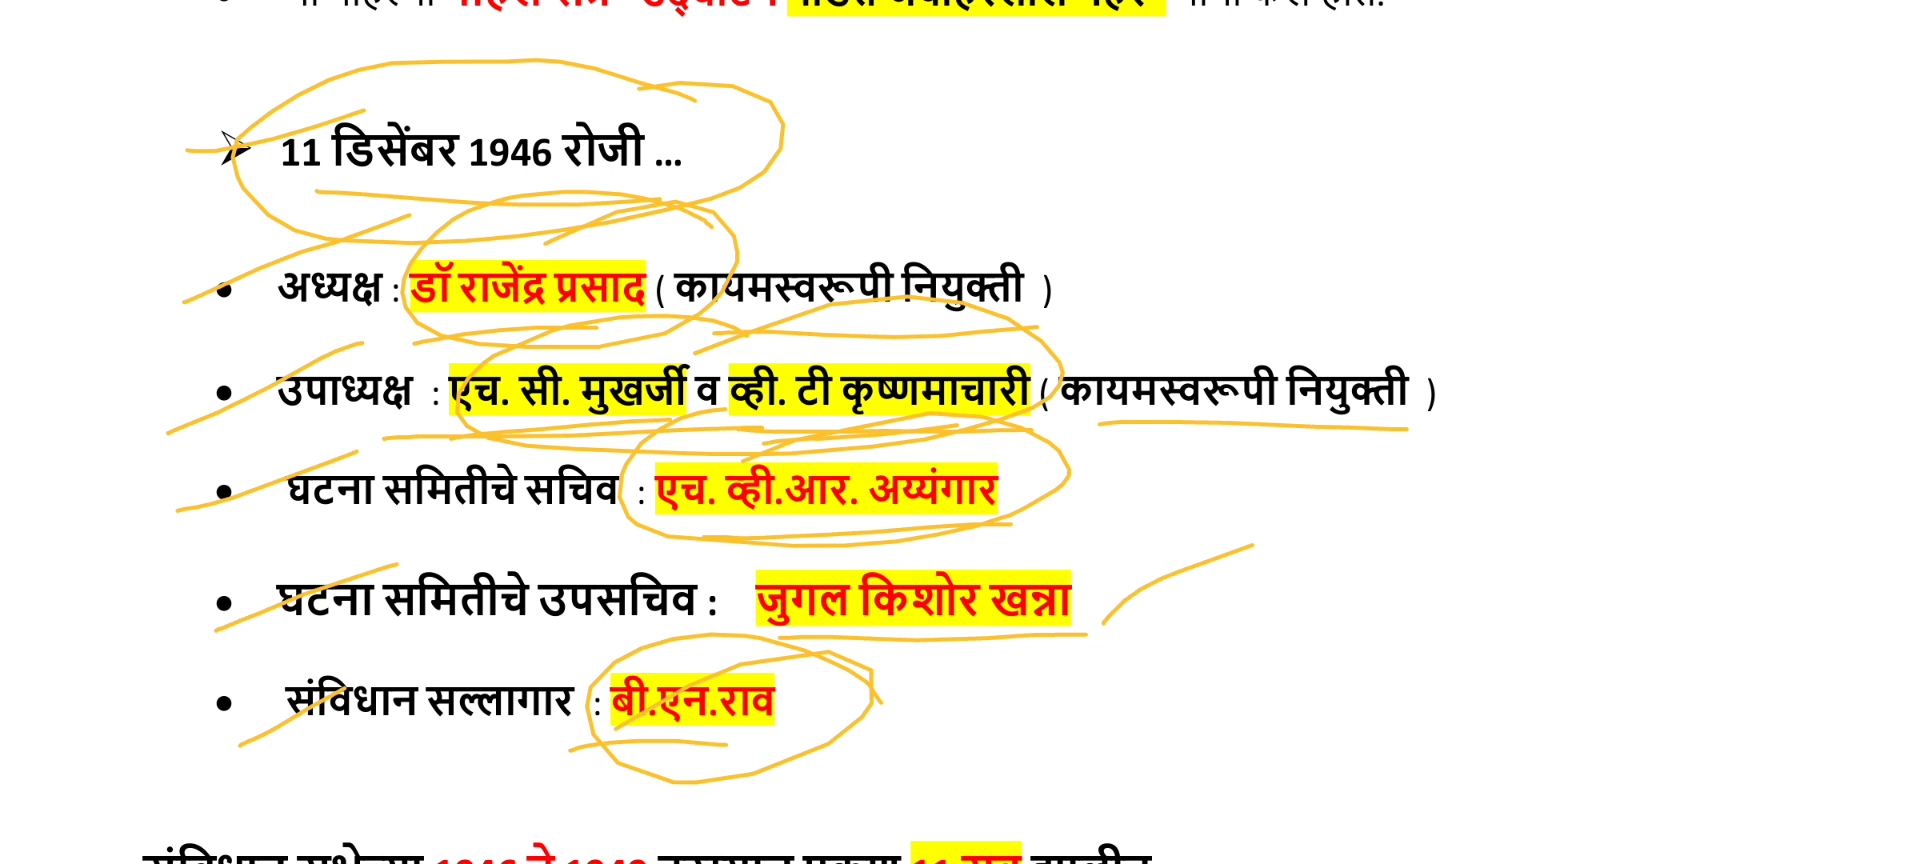 11 डिसेंबर 1946 रोजी ...
अध्यक्ष : डॉ राजेंद्र प्रसाद ( कायमस्वरूपी नियुक्ती )
उपाध्यक्ष : एच. सी. मुखर्जी व व्ही. टी कृष्णमाचारी ( कायमस्वरूपी नियुक्ती )
घटना समितीचे सचिव : एच. व्ही.आर. अय्यंगार
घटना समितीचे उपसचिव : जुगल किशोर खन्ना
संविधान सल्लागार : बी.एन.राव